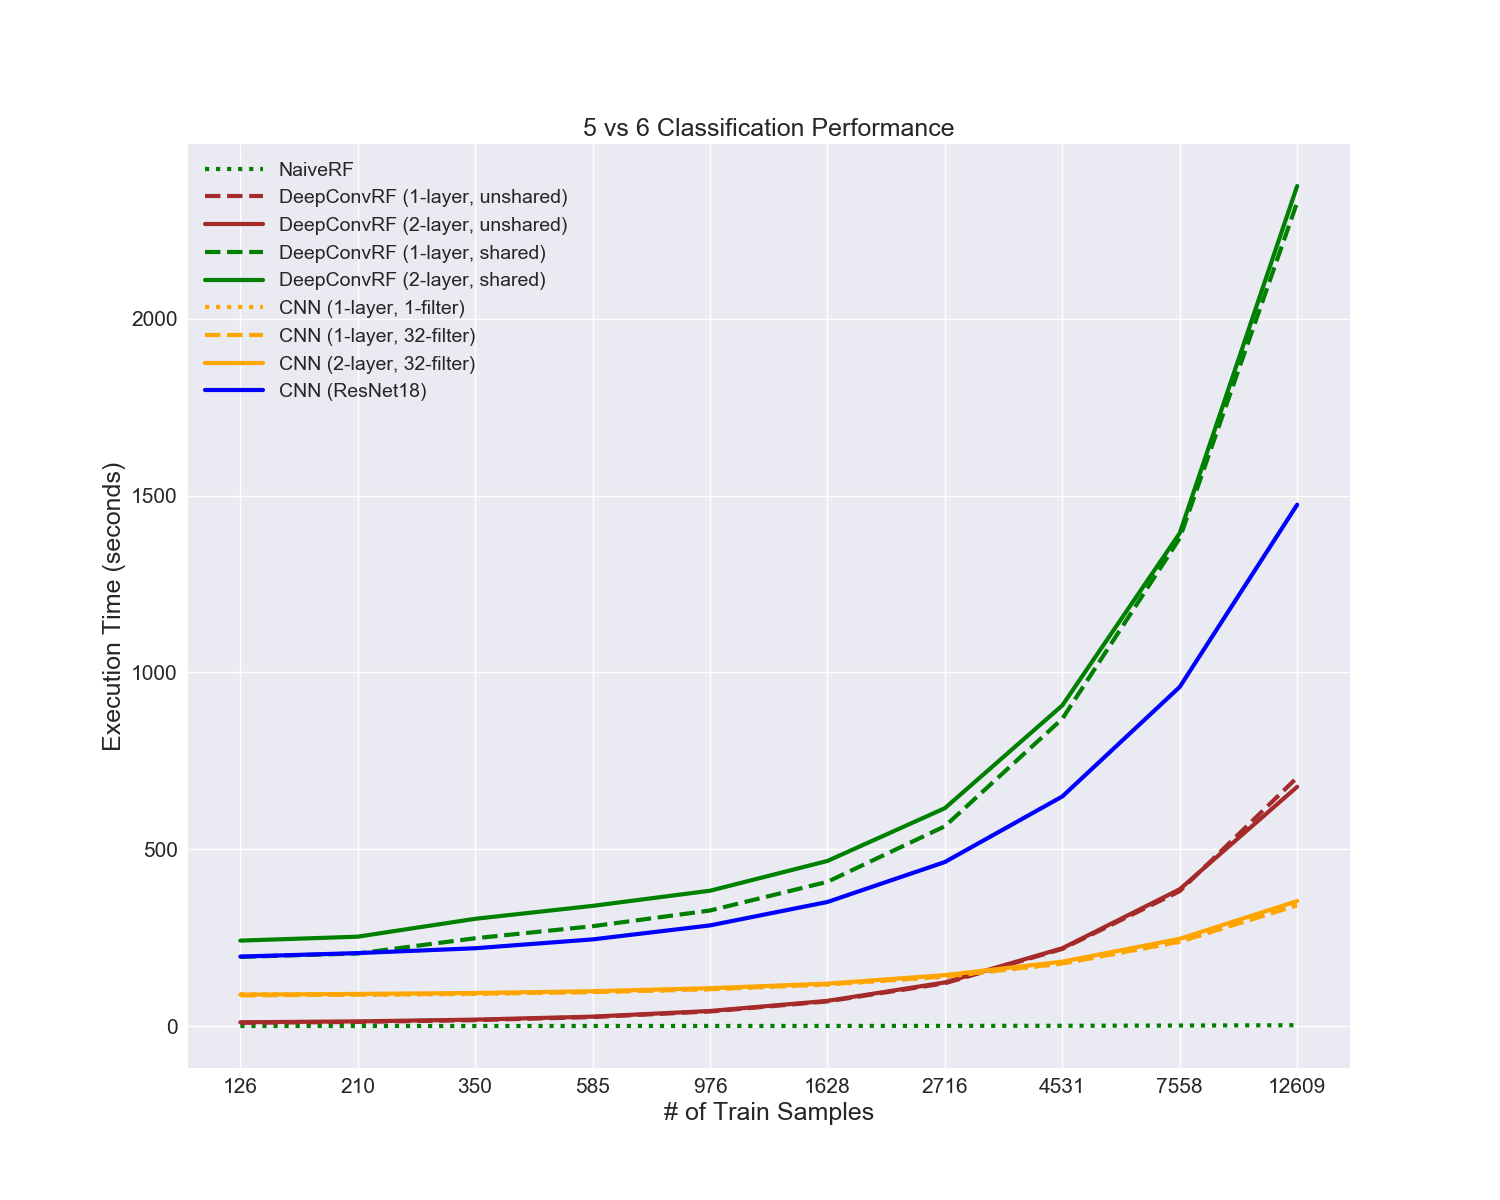 5 vs 6 Classification Performance
NaiveRF
DeepConvRF (1-layer, unshared)
DeepConvRF (2-layer, unshared)
DeepConvRF (1-layer, shared)
DeepConvRF (2-layer, shared)
CNN (1-layer, 1-filter)
CNN (1-layer, 32-filter)
CNN (2-layer, 32-filter)
CNN (ResNet18)
Execution Time (seconds)
2000
1500
1000
500
0
126 210 350 585 976 1628 2716 4531 7558 12609
# of Train Samples